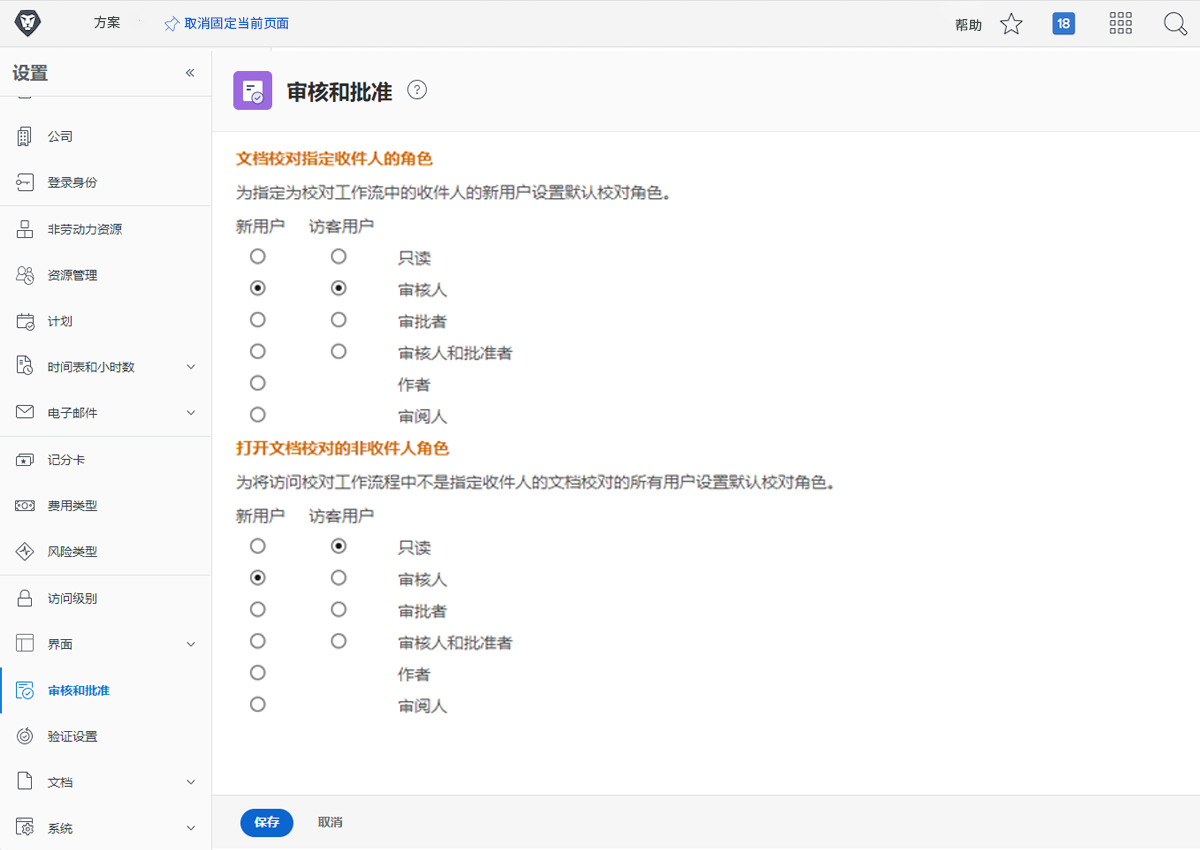 方案 取消固定当前页面 帮助 18
设置 «
公司
登录身份
非劳动力资源
资源管理
计划
时间表和小时数
电子邮件
记分卡
费用类型
风险类型
访问级别
界面
审核和批准
验证设置
文档
系统
审核和批准 ?
文档校对指定收件人的角色
为指定为校对工作流中的收件人的新用户设置默认校对角色。
新用户 访客用户
只读
审核人
审批者
审核人和批准者
作者
审阅人
打开文档校对的非收件人角色
为将访问校对工作流程中不是指定收件人的文档校对的所有用户设置默认校对角色。
新用户 访客用户
只读
审核人
审批者
审核人和批准者
作者
审阅人
保存 取消